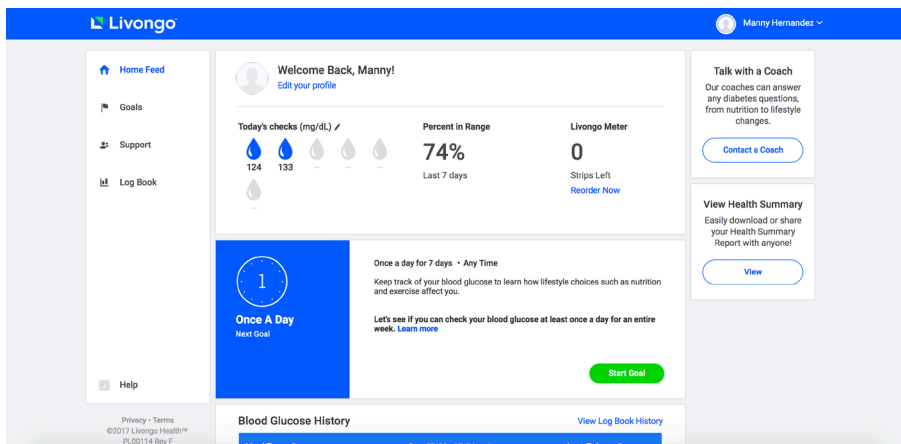 Livongo
Manny Hernandez
Home Feed
Goals
Support
Log Book
Help
Privacy • Terms
©2017 Livongo Health™
PL00114 Rev F
Welcome Back, Manny!
Edit your profile
Today's checks (mg/dL)
124 133 – – –
–
Percent in Range
74%
Last 7 days
Livongo Meter
0
Strips Left
Reorder Now
1
Once A Day
Next Goal
Once a day for 7 days • Any Time
Keep track of your blood glucose to learn how lifestyle choices such as nutrition
and exercise affect you.
Let's see if you can check your blood glucose at least once a day for an entire
week. Learn more
Start Goal
Blood Glucose History
View Log Book History
Talk with a Coach
Our coaches can answer
any diabetes questions,
from nutrition to lifestyle
changes.
Contact a Coach
View Health Summary
Easily download or share
your Health Summary
Report with anyone!
View